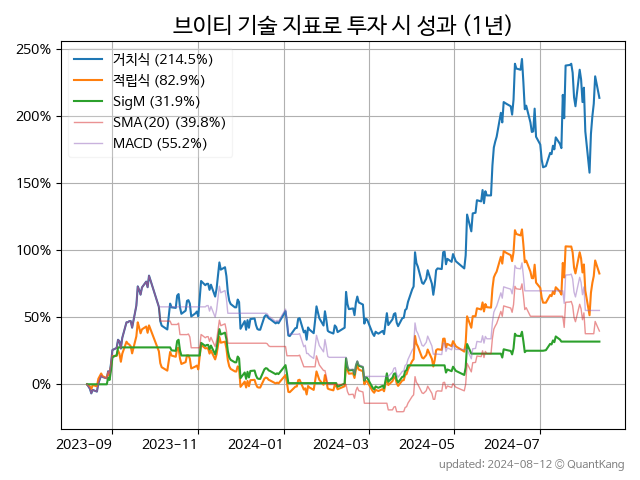 브이티 기술 지표로 투자 시 성과 (1년)
거치식 (214.5%)
적립식 (82.9%)
SigM (31.9%)
SMA(20) (39.8%)
MACD (55.2%)
250%
200%
150%
100%
50%
0%
2023-09 2023-11 2024-01 2024-03 2024-05 2024-07
updated: 2024-08-12 © QuantKang